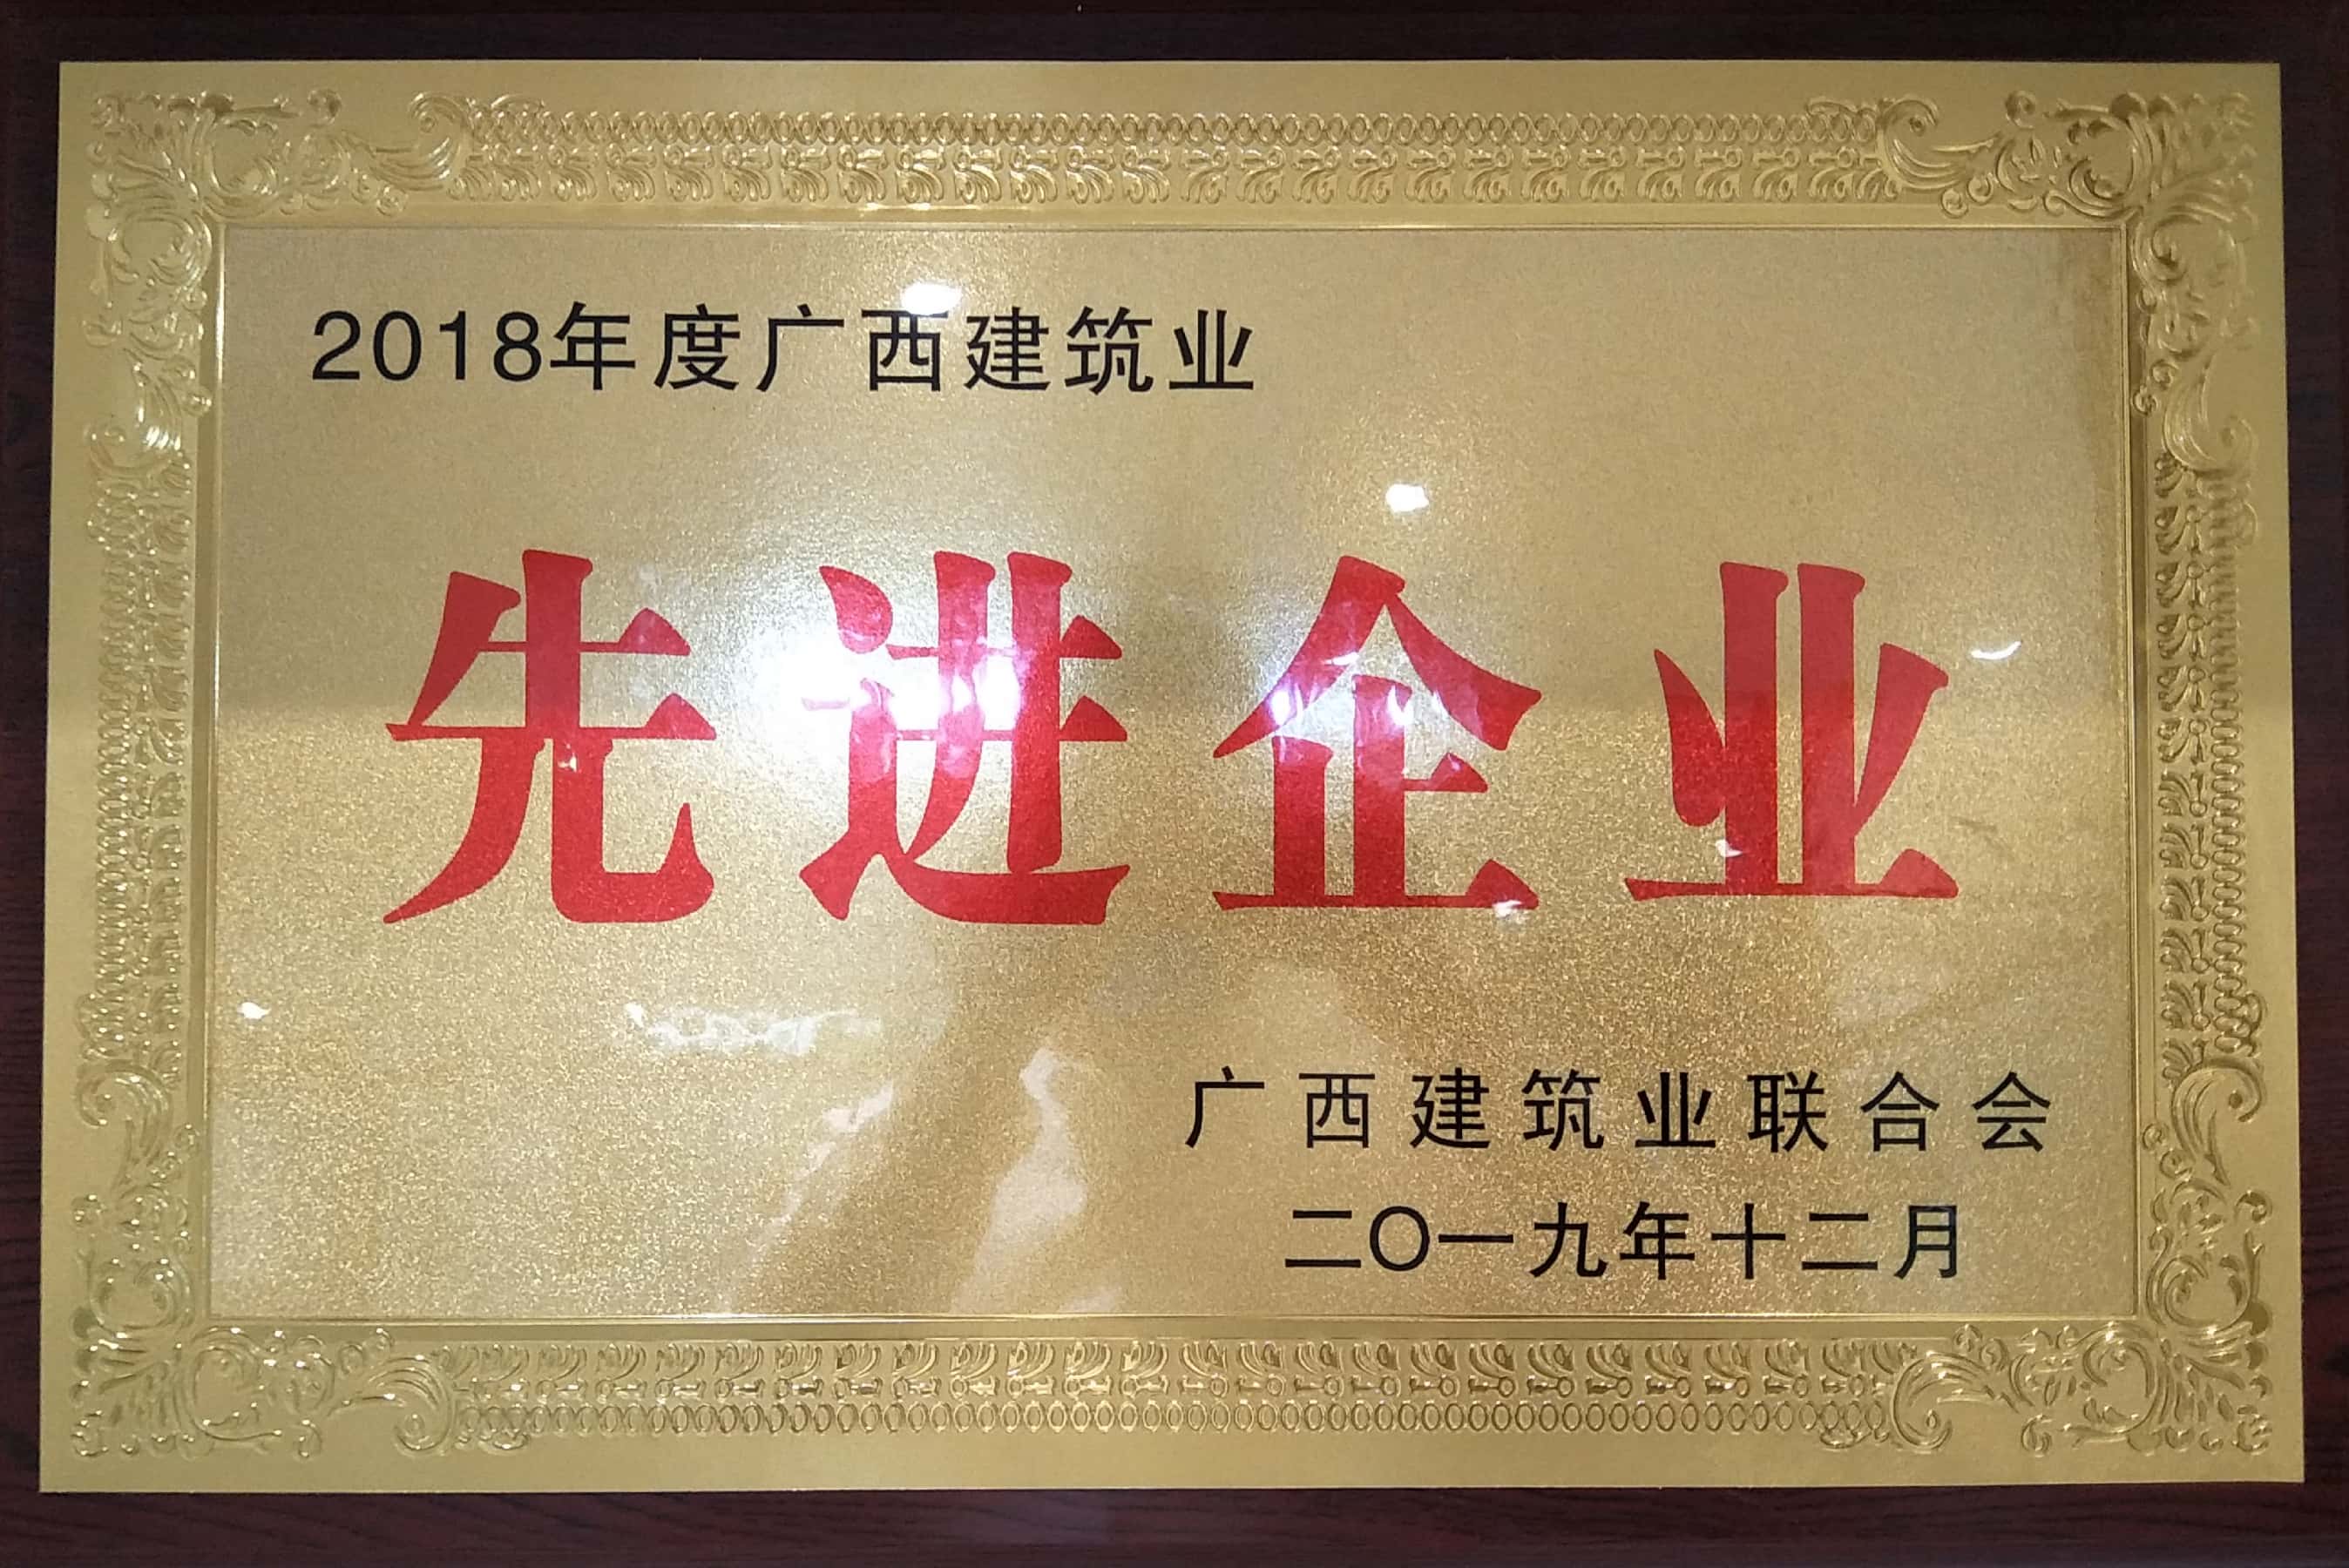 2018年度广西建筑业
先进企业
广西建筑业联合会
二〇一九年十二月